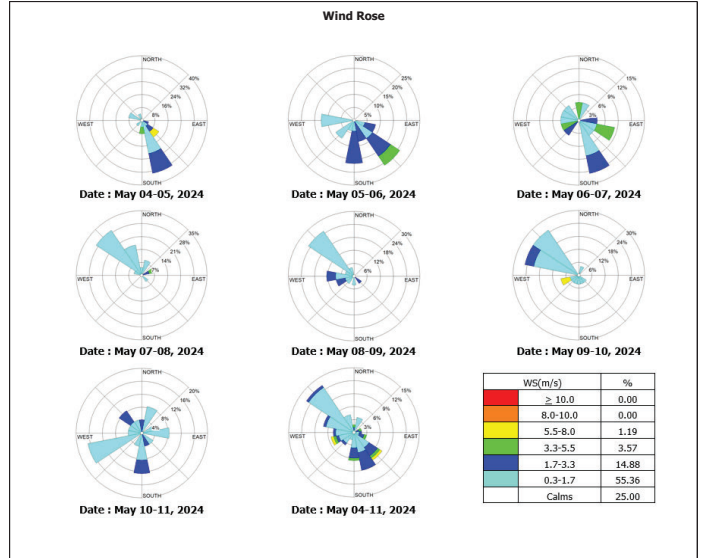 Wind Rose
NORTH
40%
32%
24%
16%
8%
WEST
EAST
SOUTH
Date : May 04-05, 2024
NORTH
25%
20%
15%
10%
5%
WEST
EAST
SOUTH
Date : May 05-06, 2024
NORTH
15%
12%
9%
6%
3%
WEST
EAST
SOUTH
Date : May 06-07, 2024
NORTH
35%
28%
21%
14%
7%
WEST
EAST
SOUTH
Date : May 07-08, 2024
NORTH
30%
24%
18%
12%
6%
WEST
EAST
SOUTH
Date : May 08-09, 2024
NORTH
30%
24%
18%
12%
6%
WEST
EAST
SOUTH
Date : May 09-10, 2024
NORTH
20%
16%
12%
8%
4%
WEST
EAST
SOUTH
Date : May 10-11, 2024
NORTH
15%
12%
9%
6%
3%
WEST
EAST
SOUTH
Date : May 04-11, 2024
WS(m/s) %
≥ 10.0 0.00
8.0-10.0 0.00
5.5-8.0 1.19
3.3-5.5 3.57
1.7-3.3 14.88
0.3-1.7 55.36
Calms 25.00